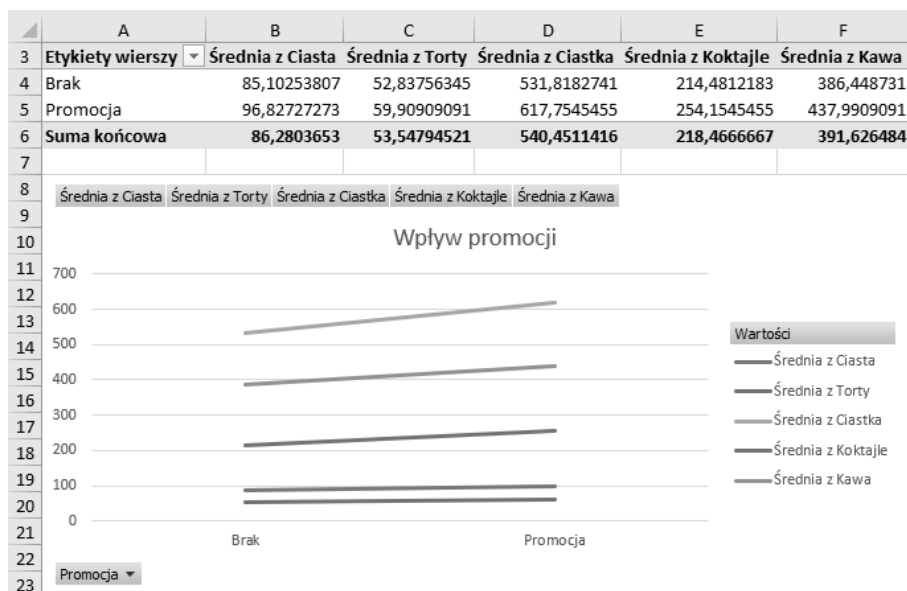 A B C D E F
3 Etykiety wierszy Średnia z Ciasta Średnia z Torty Średnia z Ciastka Średnia z Koktajle Średnia z Kawa
4 Brak 85,10253807 52,83756345 531,8182741 214,4812183 386,448731
5 Promocja 96,82727273 59,90909091 617,7545455 254,1545455 437,9909091
6 Suma końcowa 86,2803653 53,54794521 540,4511416 218,4666667 391,626484
7
8
Średnia z Ciasta Średnia z Torty Średnia z Ciastka Średnia z Koktajle Średnia z Kawa
9
10
Wpływ promocji
11
700
12
600
13
14
500
15
400
16
300
17
18
200
19
100
20
0
21
Brak Promocja
22
23
Promocja
Wartości
Średnia z Ciasta
Średnia z Torty
Średnia z Ciastka
Średnia z Koktajle
Średnia z Kawa